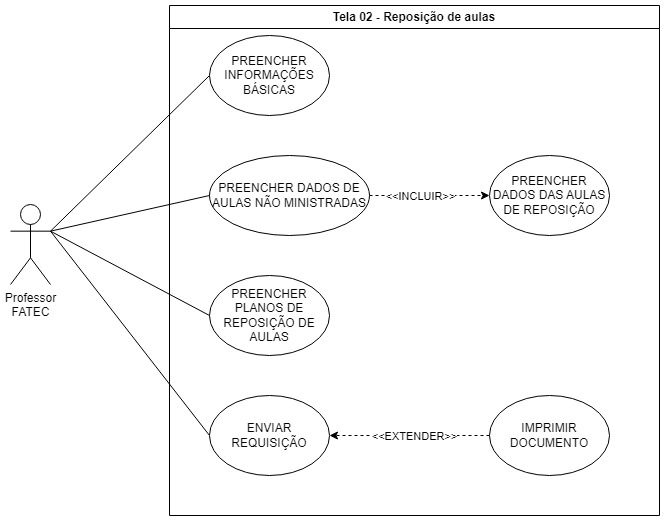 Tela 02 - Reposição de aulas
PREENCHER
INFORMAÇÕES
BÁSICAS
PREENCHER DADOS DE
AULAS NÃO MINISTRADAS
<<INCLUIR>>
PREENCHER
DADOS DAS AULAS
DE REPOSIÇÃO
Professor
FATEC
PREENCHER
PLANOS DE
REPOSIÇÃO DE
AULAS
ENVIAR
REQUISIÇÃO
<<EXTENDER>>
IMPRIMIR
DOCUMENTO